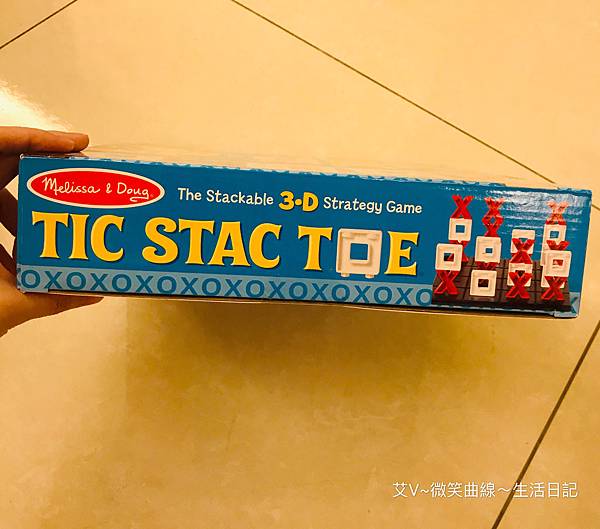 Melissa & Doug
The Stackable 3-D Strategy Game
TIC STAC TOE
OXOXOXOXOXOXOXOXOXOXOXO
艾V~微笑曲線～生活日記